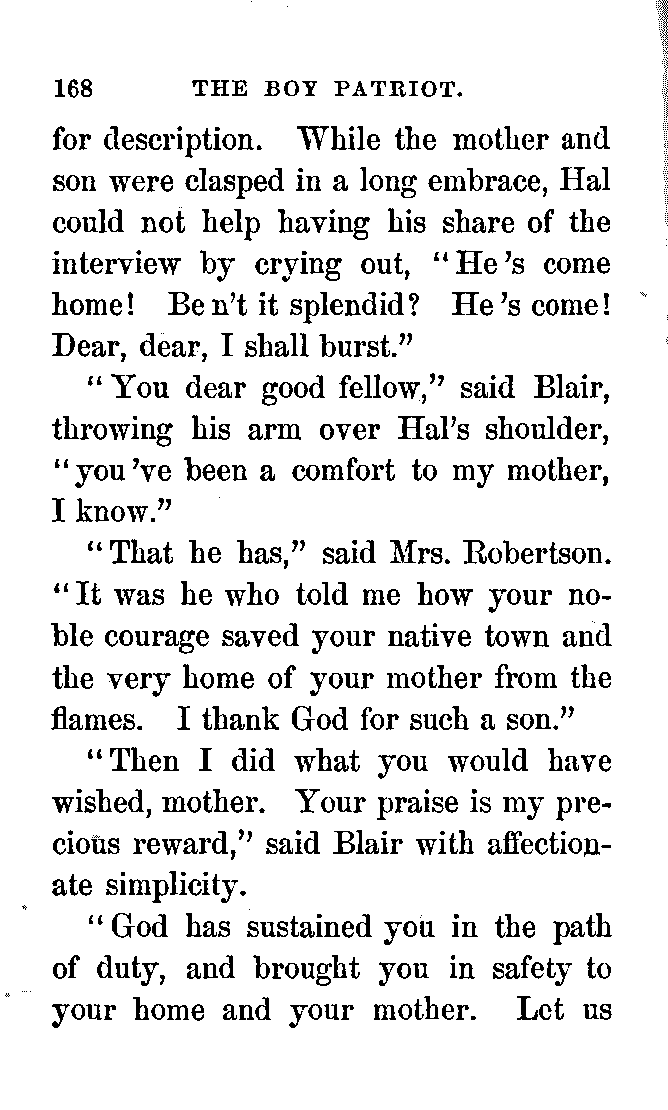 168 THE BOY PATRIOT.
for description. While the mother and
son were clasped in a long embrace, Hal
could not help having his share of the
interview by crying out, "He's come
home! Be n't it splendid? He's come!
Dear, dear, I shall burst."
"You dear good fellow," said Blair,
throwing his arm over Hal's shoulder,
"you've been a comfort to my mother,
I know."
"That he has," said Mrs. Robertson.
"It was he who told me how your no-
ble courage saved your native town and
the very home of your mother from the
flames. I thank God for such a son."
"Then I did what you would have
wished, mother. Your praise is my pre-
cious reward," said Blair with affection-
ate simplicity.
"God has sustained you in the path
of duty, and brought you in safety to
your home and your mother. Let us